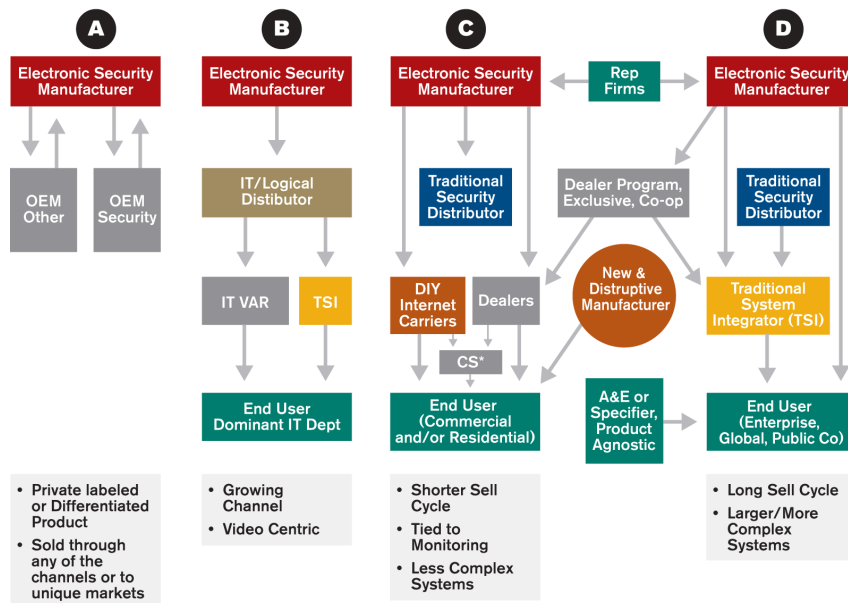 A
B
C
D
Electronic Security
Manufacturer
Electronic Security
Manufacturer
Electronic Security
Manufacturer
Rep
Firms
Electronic Security
Manufacturer
OEM
Other
OEM
Security
IT/Logical
Distibutor
Traditional
Security
Distributor
Dealer Program,
Exclusive, Co-op
Traditional
Security
Distributor
IT VAR
TSI
DIY
Internet
Carriers
Dealers
New &
Distruptive
Manufacturer
Traditional
System
Integrator (TSI)
CS*
End User
Dominant IT Dept
End User
(Commercial
and/or Residential)
A&E or
Specifier,
Product
Agnostic
End User
(Enterprise,
Global, Public Co)
• Private labeled
or Differentiated
Product
• Sold through
any of the
channels or to
unique markets
• Growing
Channel
• Video Centric
• Shorter Sell
Cycle
• Tied to
Monitoring
• Less Complex
Systems
• Long Sell Cycle
• Larger/More
Complex
Systems